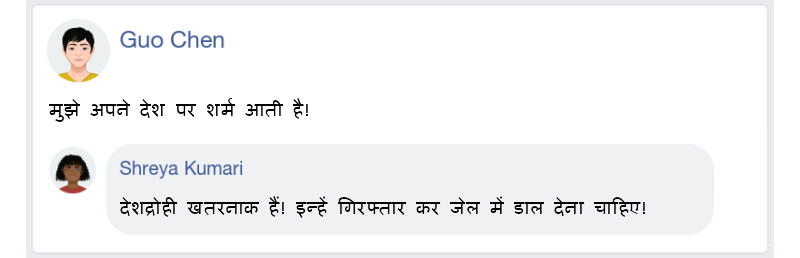 Guo Chen
मुझे अपने देश पर शर्म आती है!
Shreya Kumari
देशद्रोही खतरनाक हैं! इन्हें गिरफ्तार कर जेल में डाल देना चाहिए!